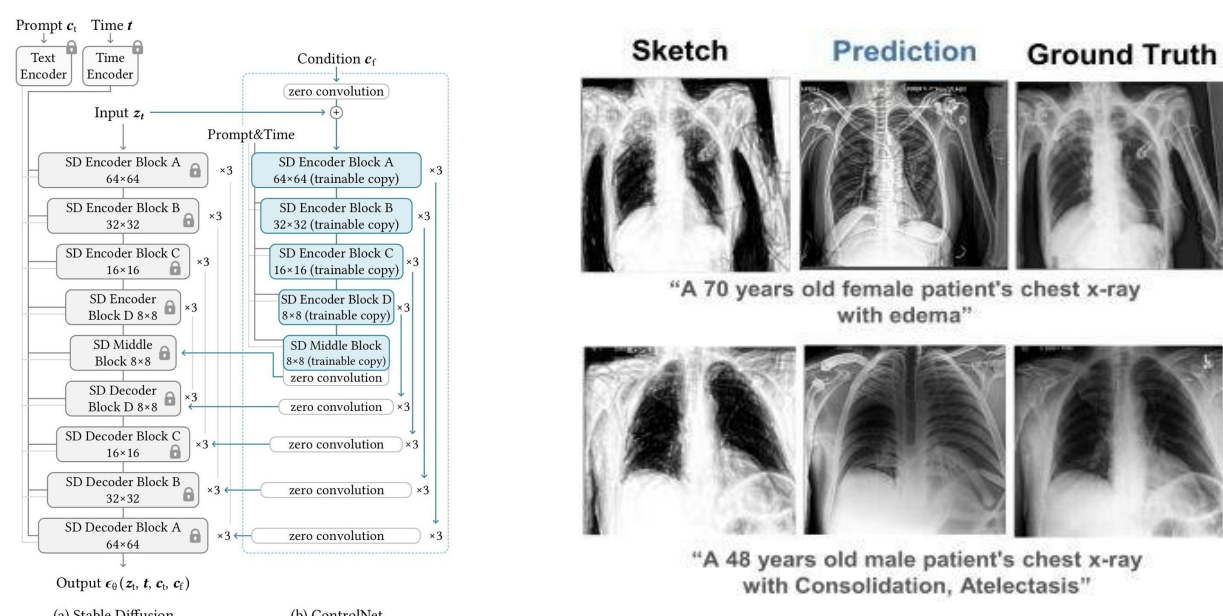 Prompt cₜ
Time t
Text
Encoder
Time
Encoder
Condition c_f
zero convolution
Input zₜ
+
Prompt&Time
SD Encoder Block A
64×64
×3
SD Encoder Block B
32×32
×3
SD Encoder Block C
16×16
×3
SD Encoder
Block D 8×8
×3
SD Middle
Block 8×8
SD Decoder
Block D 8×8
×3
SD Decoder Block C
16×16
×3
SD Decoder Block B
32×32
×3
SD Decoder Block A
64×64
×3
Output ϵ_θ(zₜ, t, cₜ, c_f)
(a) Stable Diffusion
SD Encoder Block A
64×64 (trainable copy)
×3
SD Encoder Block B
32×32 (trainable copy)
×3
SD Encoder Block C
16×16 (trainable copy)
×3
SD Encoder Block D
8×8 (trainable copy)
×3
SD Middle Block
8×8 (trainable copy)
zero convolution
zero convolution
×3
zero convolution
×3
zero convolution
×3
zero convolution
×3
(b) ControlNet
Sketch Prediction Ground Truth
“A 70 years old female patient's chest x-ray
with edema”
“A 48 years old male patient's chest x-ray
with Consolidation, Atelectasis”